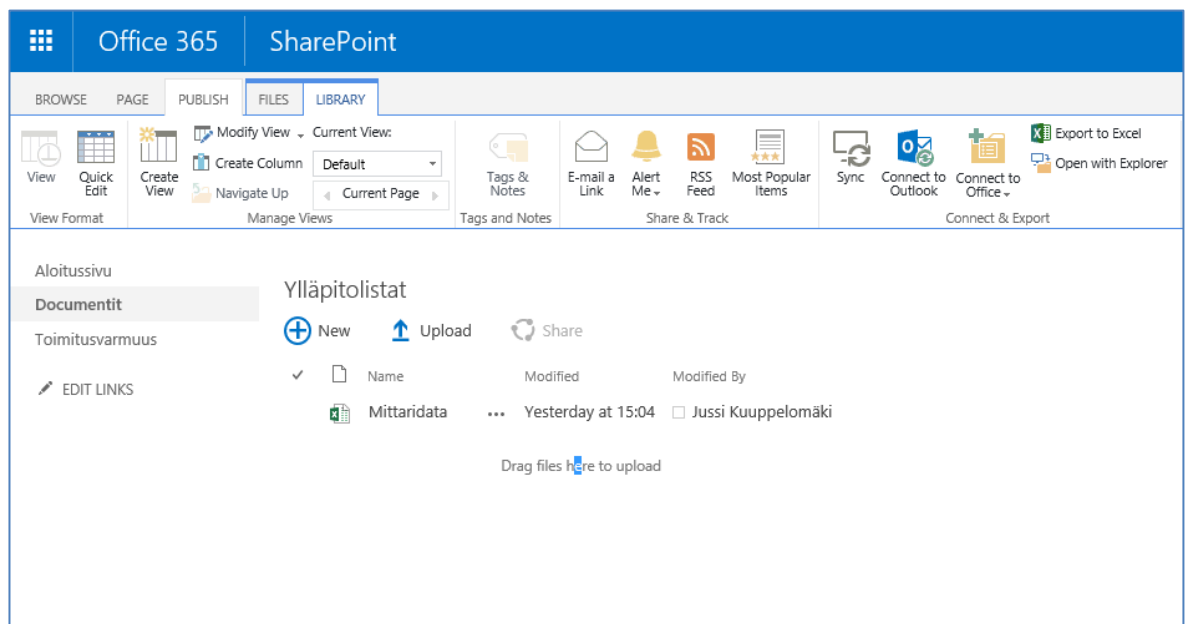 Office 365 SharePoint
BROWSE PAGE PUBLISH FILES LIBRARY
View
Quick Edit
View Format
Create View
Modify View
Create Column
Navigate Up
Current View:
Default
Current Page
Manage Views
Tags & Notes
Tags and Notes
E-mail a Link
Alert Me
RSS Feed
Most Popular Items
Share & Track
Sync
Connect to Outlook
Connect to Office
Export to Excel
Open with Explorer
Connect & Export
Aloitussivu
Documentit
Toimitusvarmuus
EDIT LINKS
Ylläpitolistat
New Upload Share
Name Modified Modified By
Mittaridata ... Yesterday at 15:04 Jussi Kuuppelomäki
Drag files here to upload